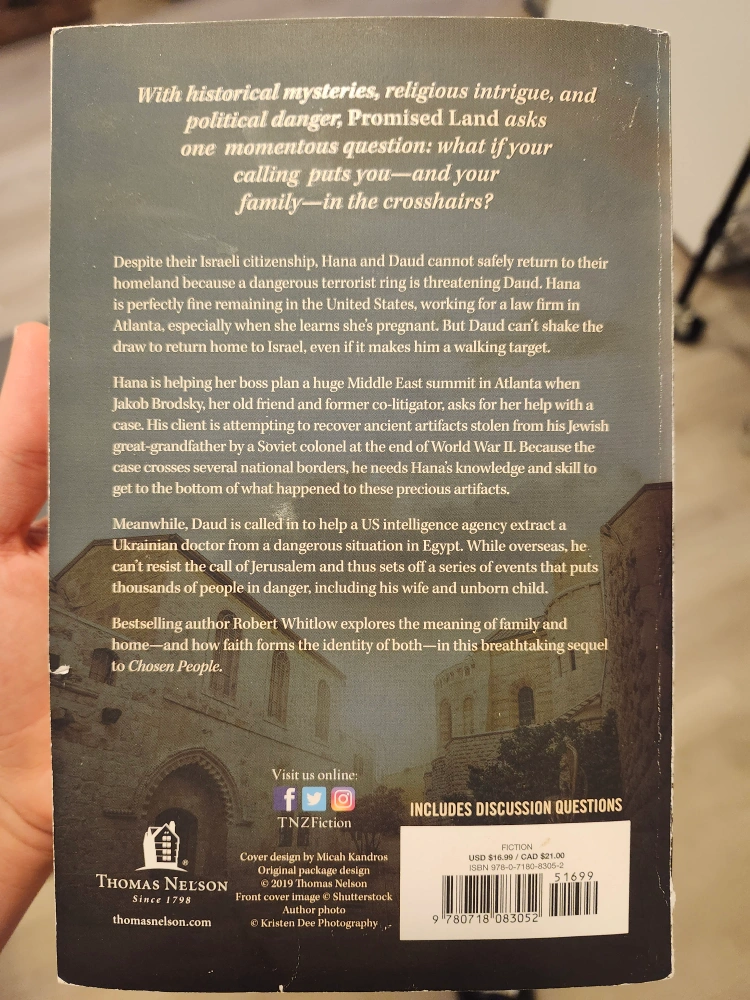 With historical mysteries, religious intrigue, and
political danger, Promised Land asks
one momentous question: what if your
calling puts you—and your
family—in the crosshairs?
Despite their Israeli citizenship, Hana and Daud cannot safely return to their
homeland because a dangerous terrorist ring is threatening Daud. Hana
is perfectly fine remaining in the United States, working for a law firm in
Atlanta, especially when she learns she's pregnant. But Daud can't shake the
draw to return home to Israel, even if it makes him a walking target.
Hana is helping her boss plan a huge Middle East summit in Atlanta when
Jakob Brodsky, her old friend and former co-litigator, asks for her help with a
case. His client is attempting to recover ancient artifacts stolen from his Jewish
great-grandfather by a Soviet colonel at the end of World War II. Because the
case crosses several national borders, he needs Hana's knowledge and skill to
get to the bottom of what happened to these precious artifacts.
Meanwhile, Daud is called in to help a US intelligence agency extract a
Ukrainian doctor from a dangerous situation in Egypt. While overseas, he
can't resist the call of Jerusalem and thus sets off a series of events that puts
thousands of people in danger, including his wife and unborn child.
Bestselling author Robert Whitlow explores the meaning of family and
home—and how faith forms the identity of both—in this breathtaking sequel
to Chosen People.
Visit us online:
TNZFiction
THOMAS NELSON
®
Since 1798
thomasnelson.com
Cover design by Micah Kandros
Original package design
© 2019 Thomas Nelson
Front cover image © Shutterstock
Author photo
© Kristen Dee Photography
INCLUDES DISCUSSION QUESTIONS
FICTION
USD $16.99 / CAD $21.00
ISBN 978-0-7180-8305-2
51699
9 780718 083052